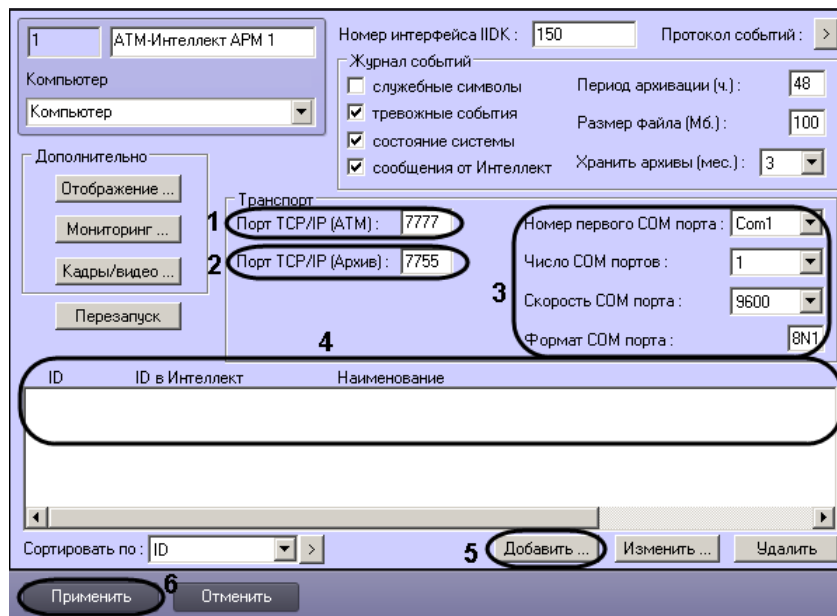 1 АТМ-Интеллект АРМ 1
Компьютер
Компьютер
Номер интерфейса IIDK : 150 Протокол событий : >
Журнал событий
служебные символы
тревожные события
состояние системы
сообщения от Интеллект
Период архивации (ч.) : 48
Размер файла (Мб.) : 100
Хранить архивы (мес.) : 3
Дополнительно
Отображение ...
Мониторинг ...
Кадры/видео ...
Перезапуск
Транспорт
1 Порт TCP/IP (АТМ) : 7777
2 Порт TCP/IP (Архив) : 7755
3
Номер первого COM порта : Com1
Число COM портов : 1
Скорость COM порта : 9600
Формат COM порта : 8N1
4
ID ID в Интеллект Наименование
Сортировать по : ID >
5 Добавить ... Изменить ... Удалить
Применить 6 Отменить